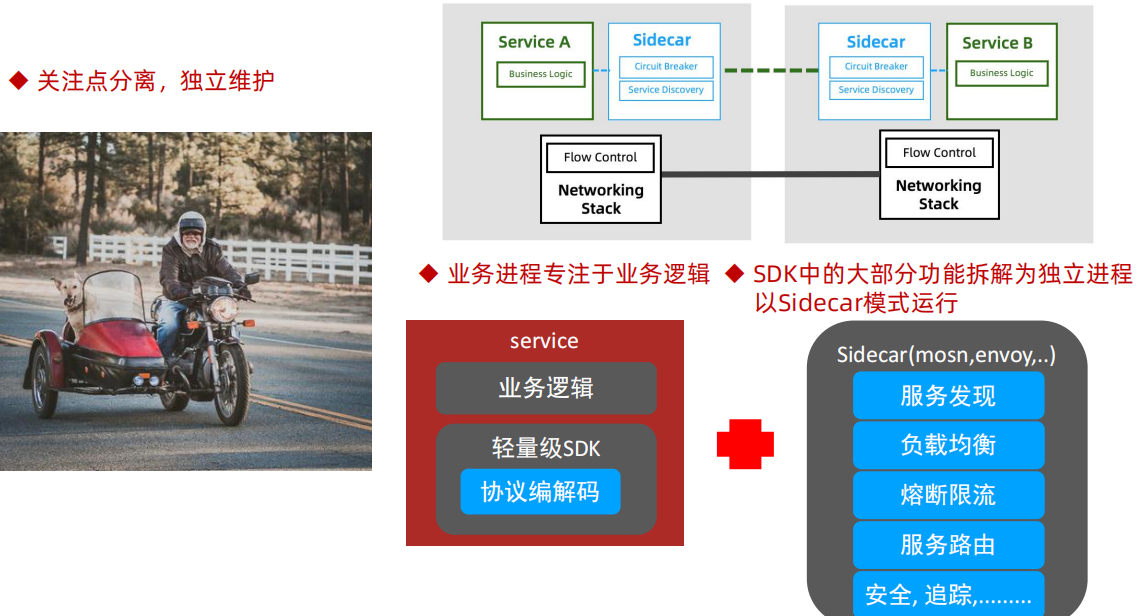 ◆ 关注点分离，独立维护
Service A
Business Logic
Sidecar
Circuit Breaker
Service Discovery
Sidecar
Circuit Breaker
Service Discovery
Service B
Business Logic
Flow Control
Networking
Stack
Flow Control
Networking
Stack
◆ 业务进程专注于业务逻辑
◆ SDK中的大部分功能拆解为独立进程
以Sidecar模式运行
service
业务逻辑
轻量级SDK
协议编解码
Sidecar(mosn,envoy,..)
服务发现
负载均衡
熔断限流
服务路由
安全, 追踪,.........